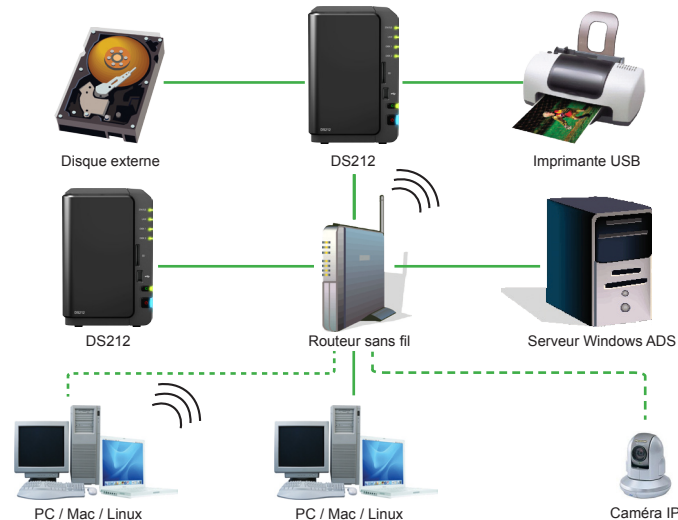 Disque externe
DS212
Imprimante USB
DS212
Routeur sans fil
Serveur Windows ADS
PC / Mac / Linux
PC / Mac / Linux
Caméra IP